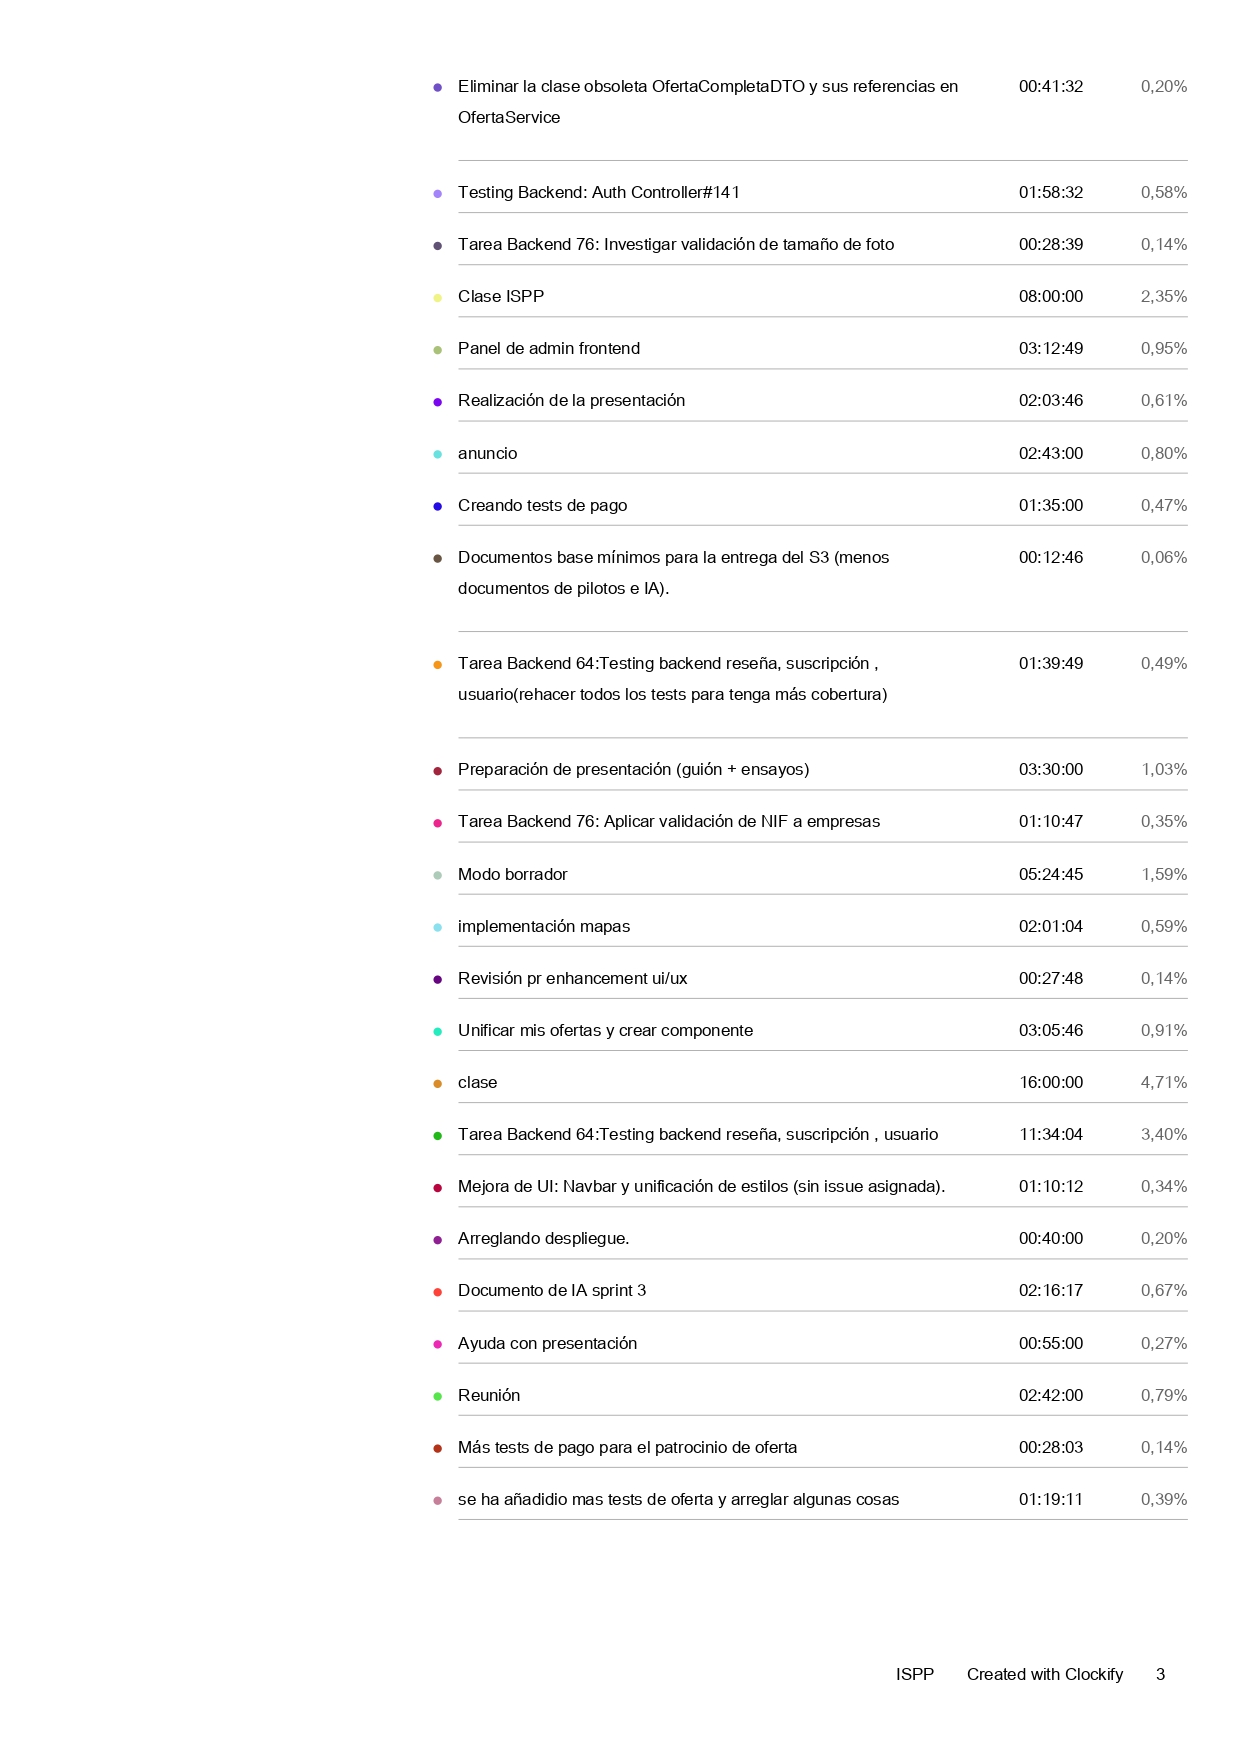 Eliminar la clase obsoleta OfertaCompletaDTO y sus referencias en 00:41:32 0,20%
OfertaService
Testing Backend: Auth Controller#141 01:58:32 0,58%
Tarea Backend 76: Investigar validación de tamaño de foto 00:28:39 0,14%
Clase ISPP 08:00:00 2,35%
Panel de admin frontend 03:12:49 0,95%
Realización de la presentación 02:03:46 0,61%
anuncio 02:43:00 0,80%
Creando tests de pago 01:35:00 0,47%
Documentos base mínimos para la entrega del S3 (menos 00:12:46 0,06%
documentos de pilotos e IA).
Tarea Backend 64:Testing backend reseña, suscripción , 01:39:49 0,49%
usuario(rehacer todos los tests para tenga más cobertura)
Preparación de presentación (guión + ensayos) 03:30:00 1,03%
Tarea Backend 76: Aplicar validación de NIF a empresas 01:10:47 0,35%
Modo borrador 05:24:45 1,59%
implementación mapas 02:01:04 0,59%
Revisión pr enhancement ui/ux 00:27:48 0,14%
Unificar mis ofertas y crear componente 03:05:46 0,91%
clase 16:00:00 4,71%
Tarea Backend 64:Testing backend reseña, suscripción , usuario 11:34:04 3,40%
Mejora de UI: Navbar y unificación de estilos (sin issue asignada). 01:10:12 0,34%
Arreglando despliegue. 00:40:00 0,20%
Documento de IA sprint 3 02:16:17 0,67%
Ayuda con presentación 00:55:00 0,27%
Reunión 02:42:00 0,79%
Más tests de pago para el patrocinio de oferta 00:28:03 0,14%
se ha añadidio mas tests de oferta y arreglar algunas cosas 01:19:11 0,39%
ISPP Created with Clockify 3